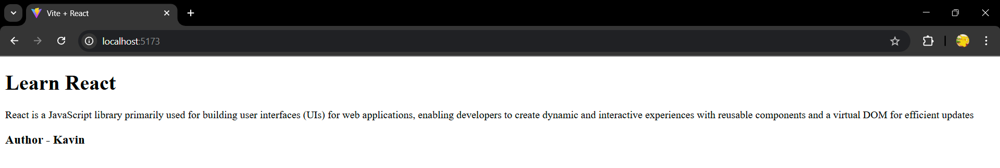 Vite + React
localhost:5173
Learn React
React is a JavaScript library primarily used for building user interfaces (UIs) for web applications, enabling developers to create dynamic and interactive experiences with reusable components and a virtual DOM for efficient updates
Author - Kavin